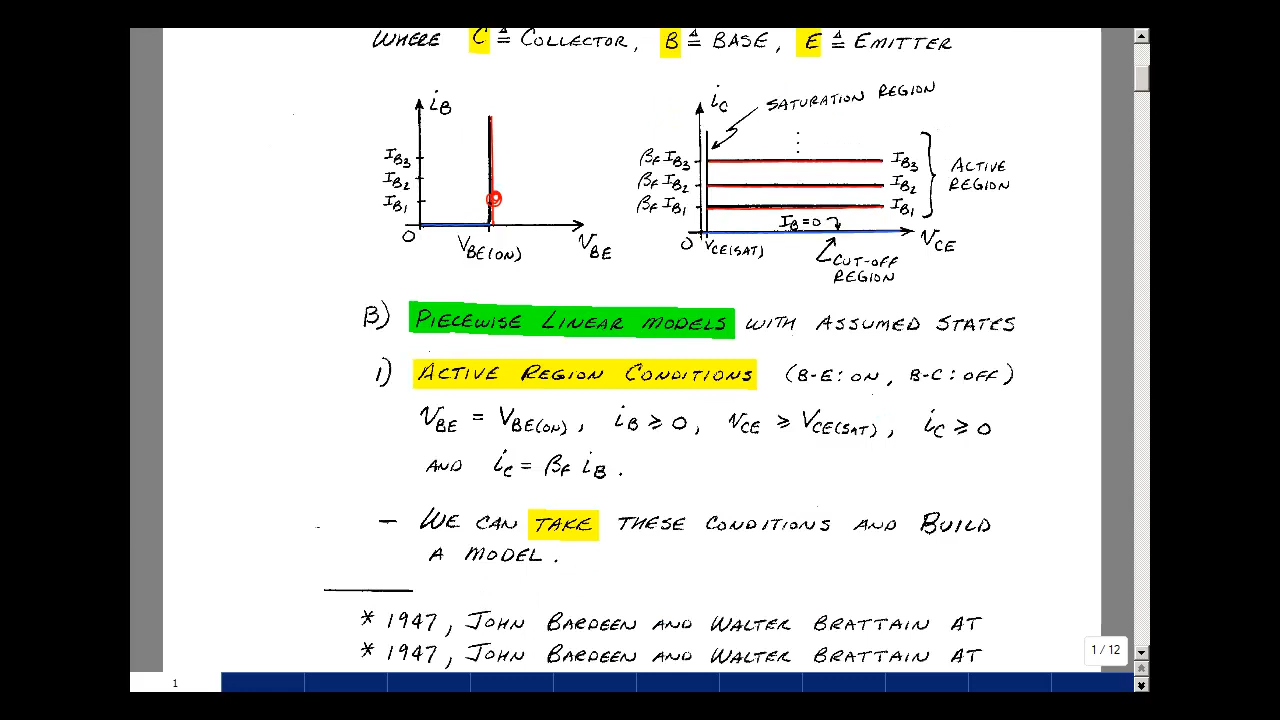 WHERE C ≜ COLLECTOR, B ≜ BASE, E ≜ EMITTER
iB
IB3
IB2
IB1
0
VBE(ON)
VBE
iC
SATURATION REGION
βF IB3
βF IB2
βF IB1
0
VCE(SAT)
IB3
IB2
IB1
IB=0
VCE
ACTIVE
REGION
CUT-OFF
REGION
B) PIECEWISE LINEAR MODELS WITH ASSUMED STATES
1) ACTIVE REGION CONDITIONS (B-E: ON, B-C: OFF)
VBE = VBE(ON), iB ≥ 0, VCE ≥ VCE(SAT), iC ≥ 0
AND iC = βF iB.
– WE CAN TAKE THESE CONDITIONS AND BUILD
A MODEL.
* 1947, JOHN BARDEEN AND WALTER BRATTAIN AT
* 1947, JOHN BARDEEN AND WALTER BRATTAIN AT
1 / 12
1